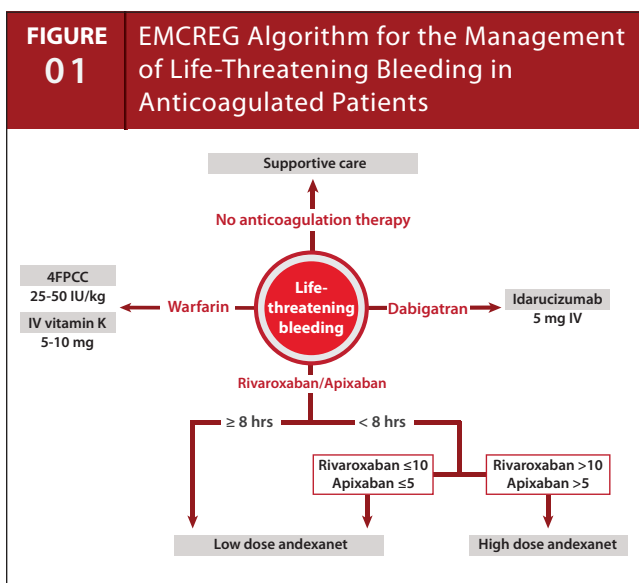 FIGURE
01
EMCREG Algorithm for the Management
of Life-Threatening Bleeding in
Anticoagulated Patients
Supportive care
No anticoagulation therapy
4FPCC
25-50 IU/kg
IV vitamin K
5-10 mg
Warfarin
Life-
threatening
bleeding
Dabigatran
Idarucizumab
5 mg IV
Rivaroxaban/Apixaban
≥ 8 hrs
< 8 hrs
Rivaroxaban ≤10
Apixaban ≤5
Rivaroxaban >10
Apixaban >5
Low dose andexanet
High dose andexanet